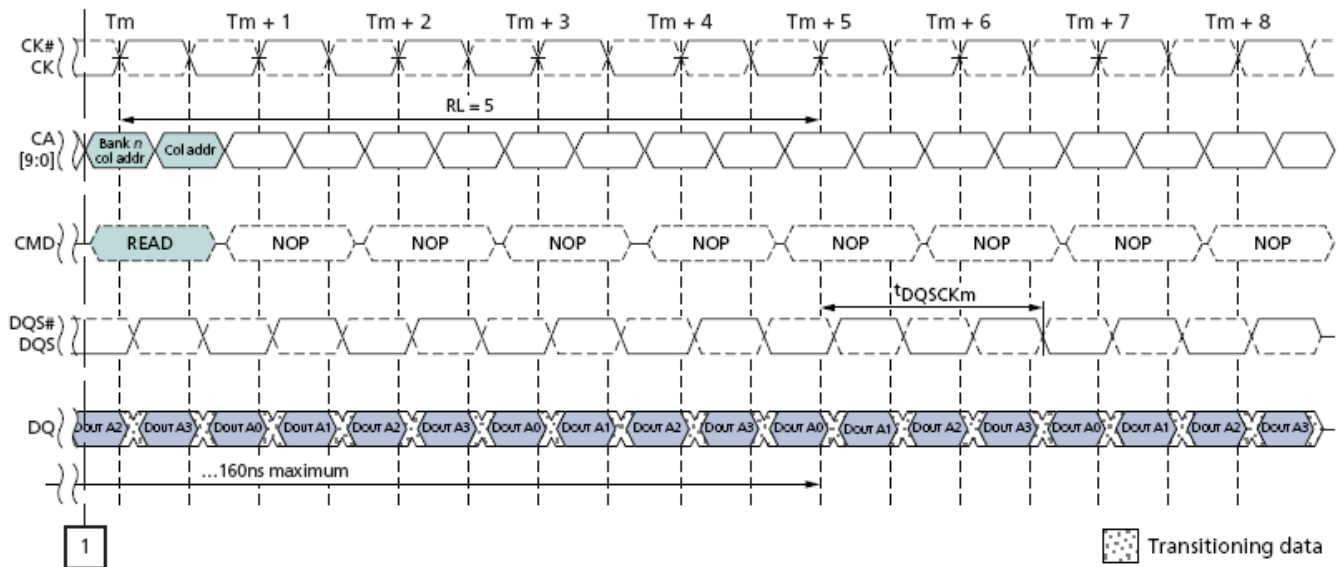 Tm Tm + 1 Tm + 2 Tm + 3 Tm + 4 Tm + 5 Tm + 6 Tm + 7 Tm + 8
CK#
CK
RL = 5
CA
[9:0]
Bank n
col addr
Col addr
CMD READ NOP NOP NOP NOP NOP NOP NOP NOP
tDQSCKm
DQS#
DQS
DQ DOUT A2 DOUT A3 DOUT A0 DOUT A1 DOUT A2 DOUT A3 DOUT A0 DOUT A1 DOUT A2 DOUT A3 DOUT A0 DOUT A1 DOUT A2 DOUT A3 DOUT A0 DOUT A1 DOUT A2 DOUT A3
...160ns maximum
1
Transitioning data